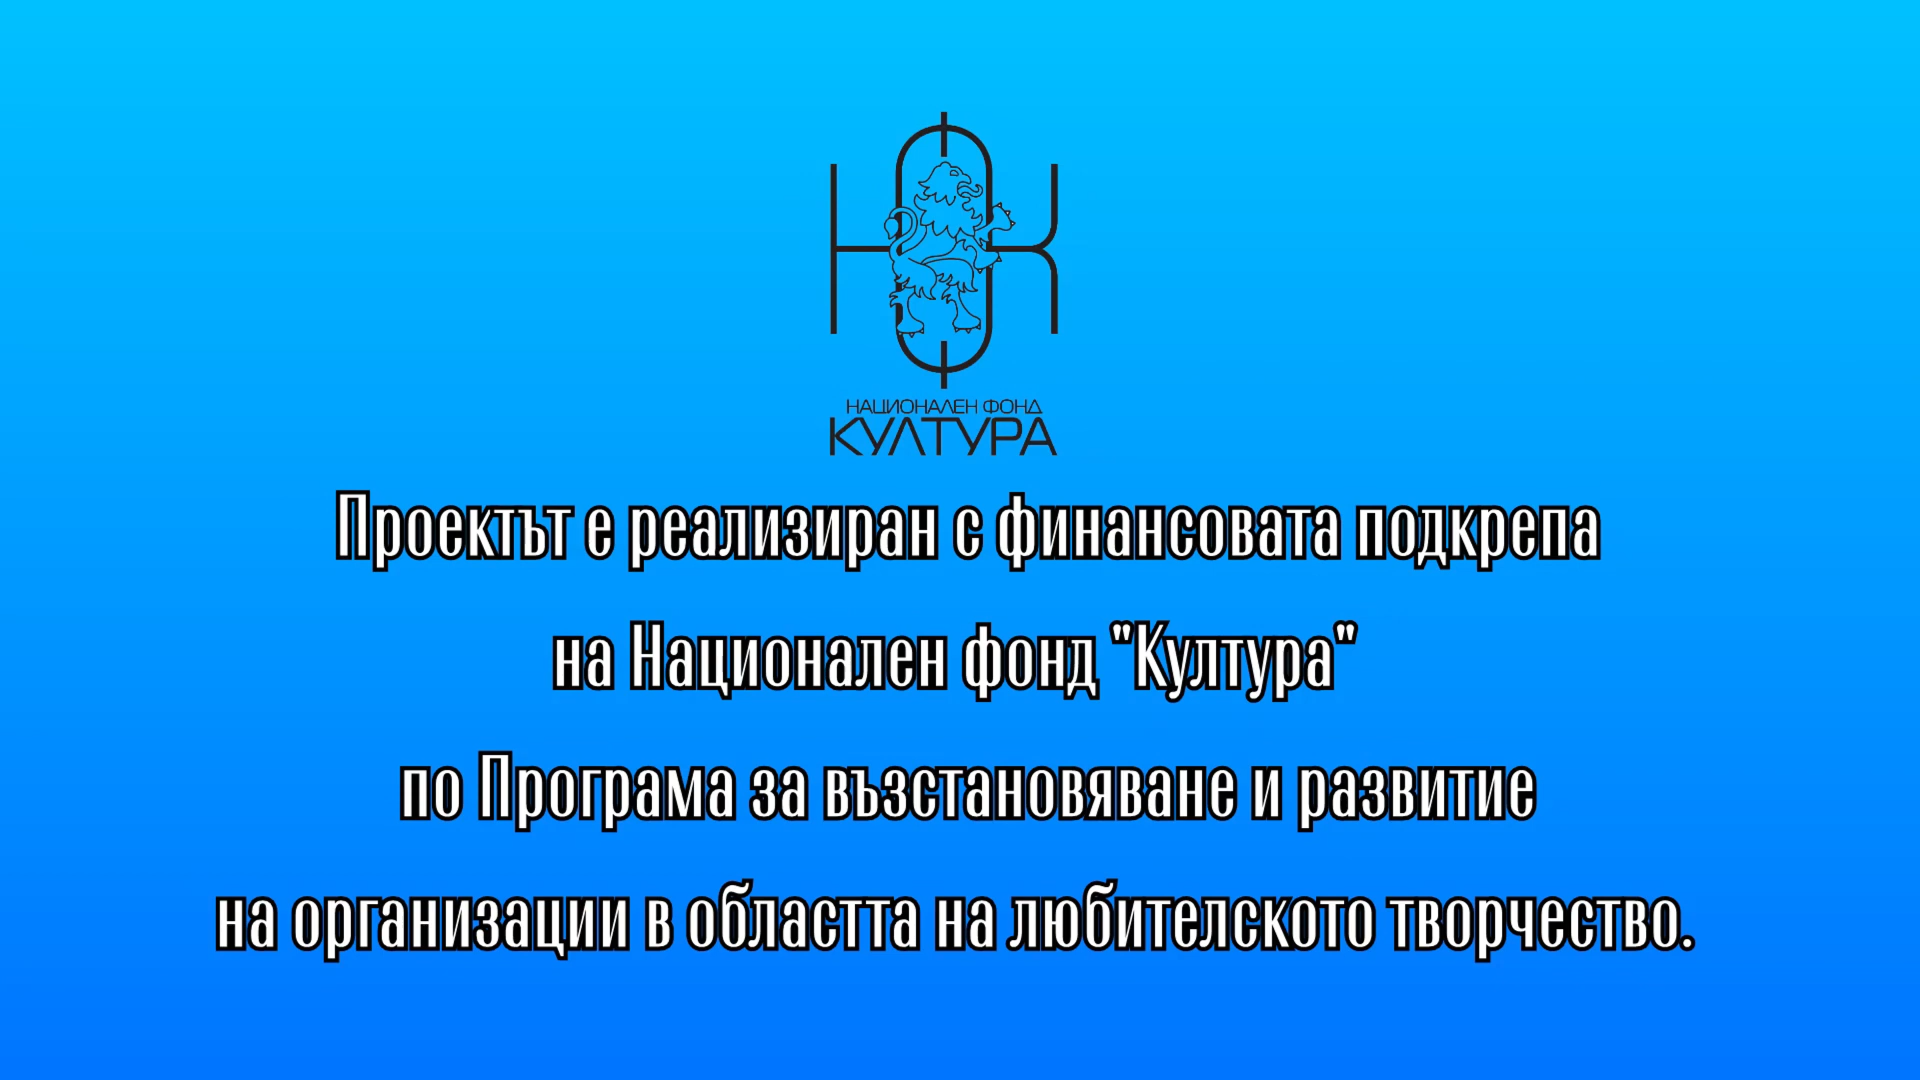 НАЦИОНАЛЕН ФОНД
КУЛТУРА
Проектът е реализиран с финансовата подкрепа
на Национален фонд "Култура"
по Програма за възстановяване и развитие
на организации в областта на любителското творчество.